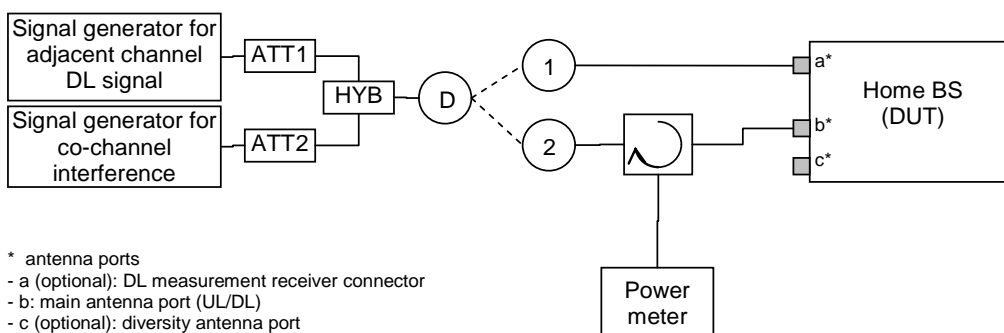 Signal generator for
adjacent channel
DL signal
ATT1
HYB
D
1
a*
Home BS
(DUT)
Signal generator for
co-channel
interference
ATT2
2
b*
c*
Power
meter
* antenna ports
- a (optional): DL measurement receiver connector
- b: main antenna port (UL/DL)
- c (optional): diversity antenna port